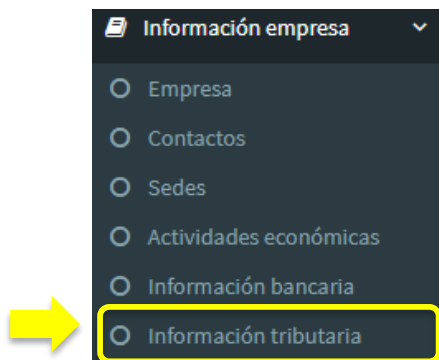 Información empresa
Empresa
Contactos
Sedes
Actividades económicas
Información bancaria
Información tributaria